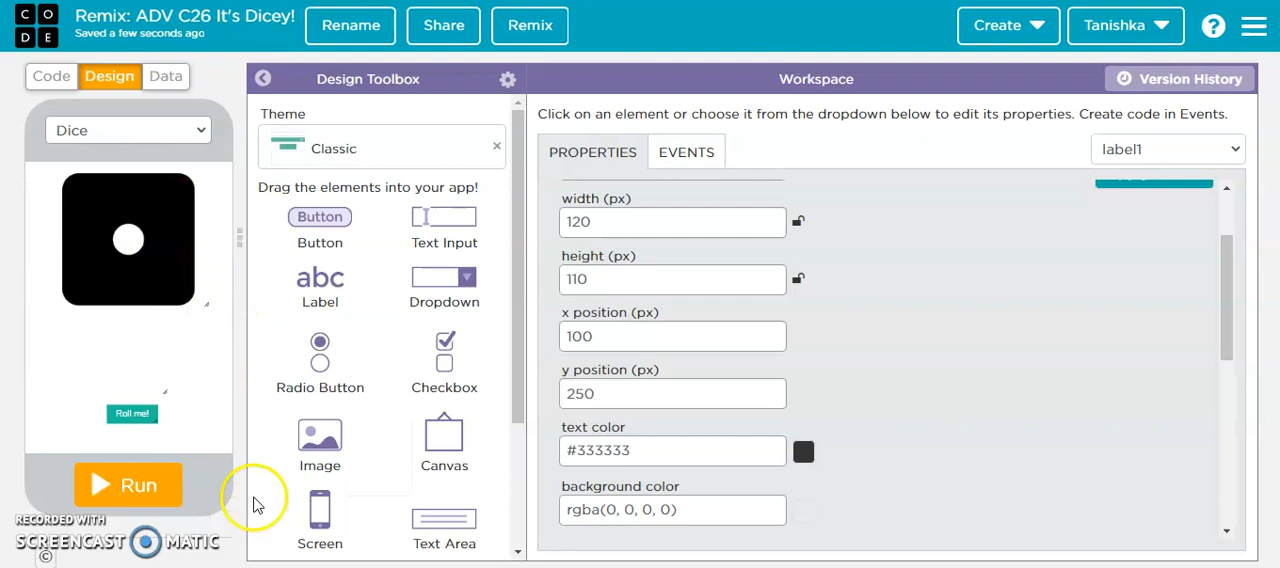 C O
D E
Remix: ADV C26 It's Dicey!
Saved a few seconds ago
Rename
Share
Remix
Create
Tanishka
?
Code
Design
Data
Design Toolbox
Workspace
Version History
Dice
Theme
Classic
×
Click on an element or choose it from the dropdown below to edit its properties. Create code in Events.
PROPERTIES
EVENTS
label1
Drag the elements into your app!
Button
Button
Text Input
abc
Label
Dropdown
Radio Button
Checkbox
Image
Canvas
Screen
Text Area
width (px)
120
height (px)
110
x position (px)
100
y position (px)
250
text color
#333333
background color
rgba(0, 0, 0, 0)
Roll me!
Run
RECORDED WITH
SCREENCAST MATIC
©